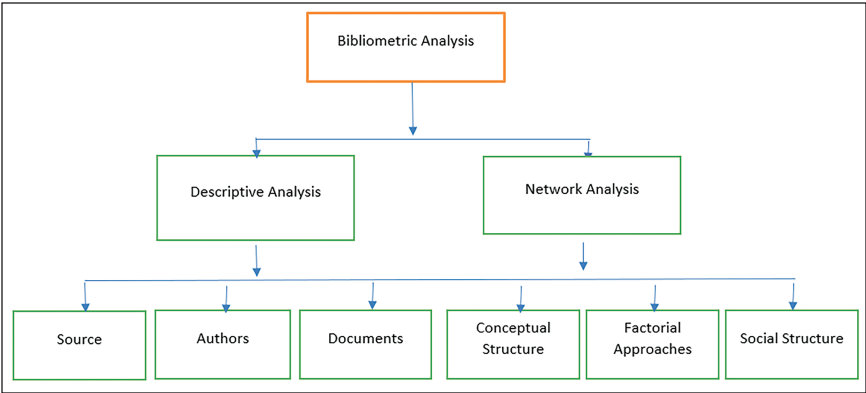 Bibliometric Analysis
Descriptive Analysis
Network Analysis
Source
Authors
Documents
Conceptual
Structure
Factorial
Approaches
Social Structure